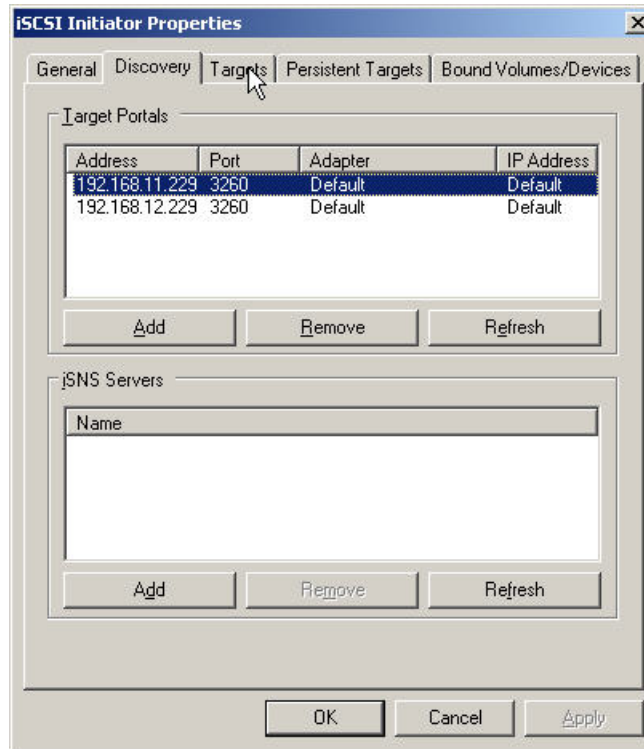 iSCSI Initiator Properties
General Discovery Targets Persistent Targets Bound Volumes/Devices
Target Portals
Address Port Adapter IP Address
192.168.11.229 3260 Default Default
192.168.12.229 3260 Default Default
Add Remove Refresh
iSNS Servers
Name
Add Remove Refresh
OK Cancel Apply